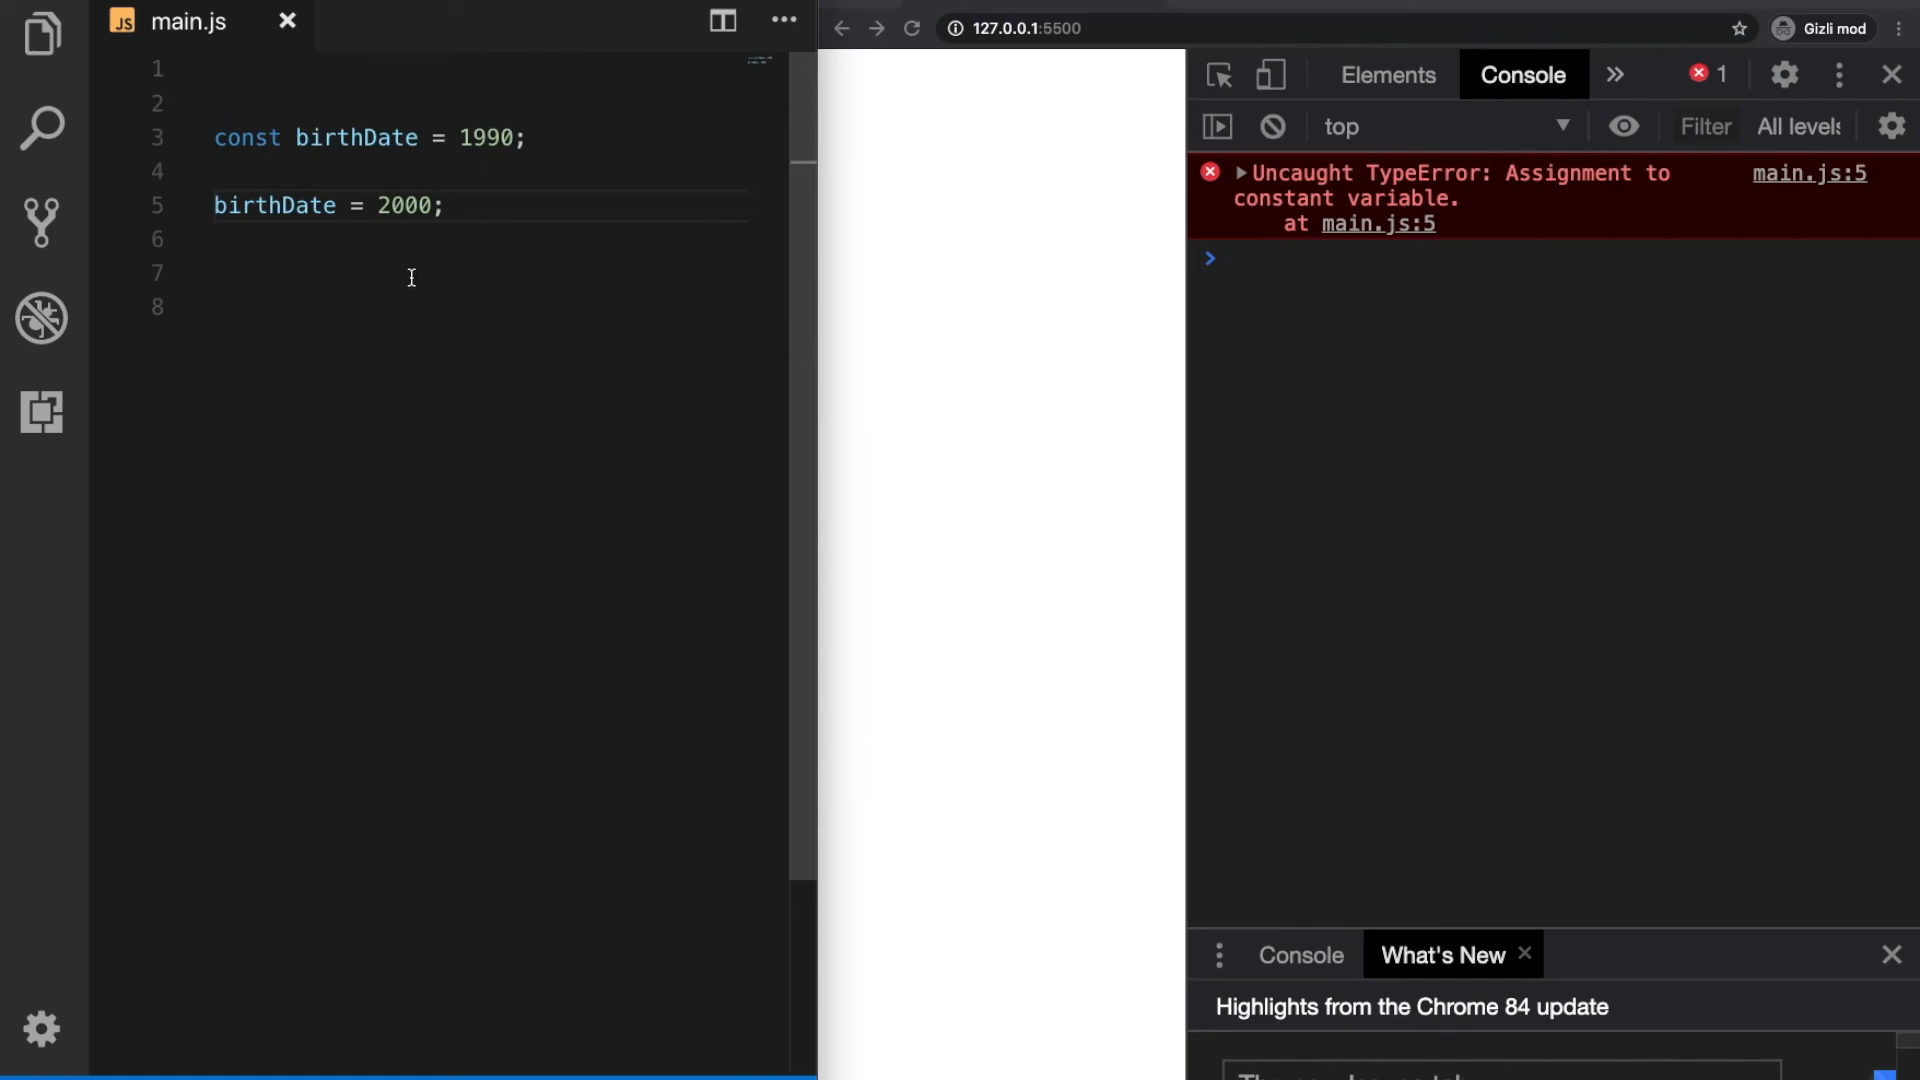 JS main.js
127.0.0.1:5500
Gizli mod
1
2
3 const birthDate = 1990;
4
5 birthDate = 2000;
6
7
8
Elements Console 1
top Filter All levels
Uncaught TypeError: Assignment to main.js:5
constant variable.
at main.js:5
Console What's New
Highlights from the Chrome 84 update